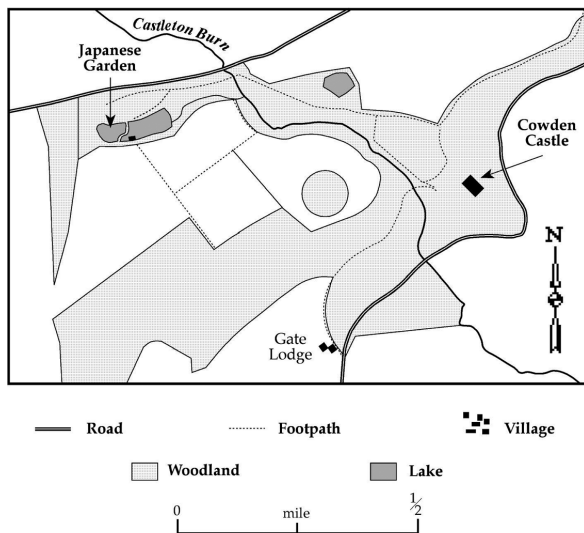 Castleton Burn
Japanese
Garden
Cowden
Castle
N
Gate
Lodge
Road
Footpath
Village
Woodland
Lake
0
mile
1/2